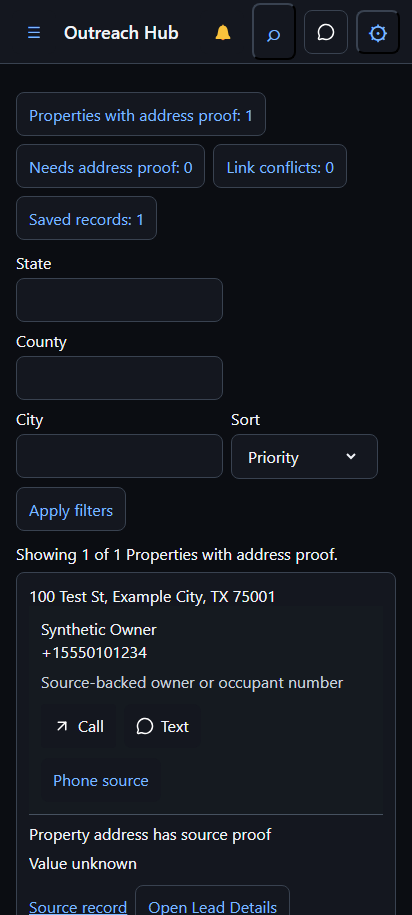 Outreach Hub
Properties with address proof: 1
Needs address proof: 0
Link conflicts: 0
Saved records: 1
State
County
City
Sort
Priority
Apply filters
Showing 1 of 1 Properties with address proof.
100 Test St, Example City, TX 75001
Synthetic Owner
+15550101234
Source-backed owner or occupant number
Call
Text
Phone source
Property address has source proof
Value unknown
Source record
Open Lead Details